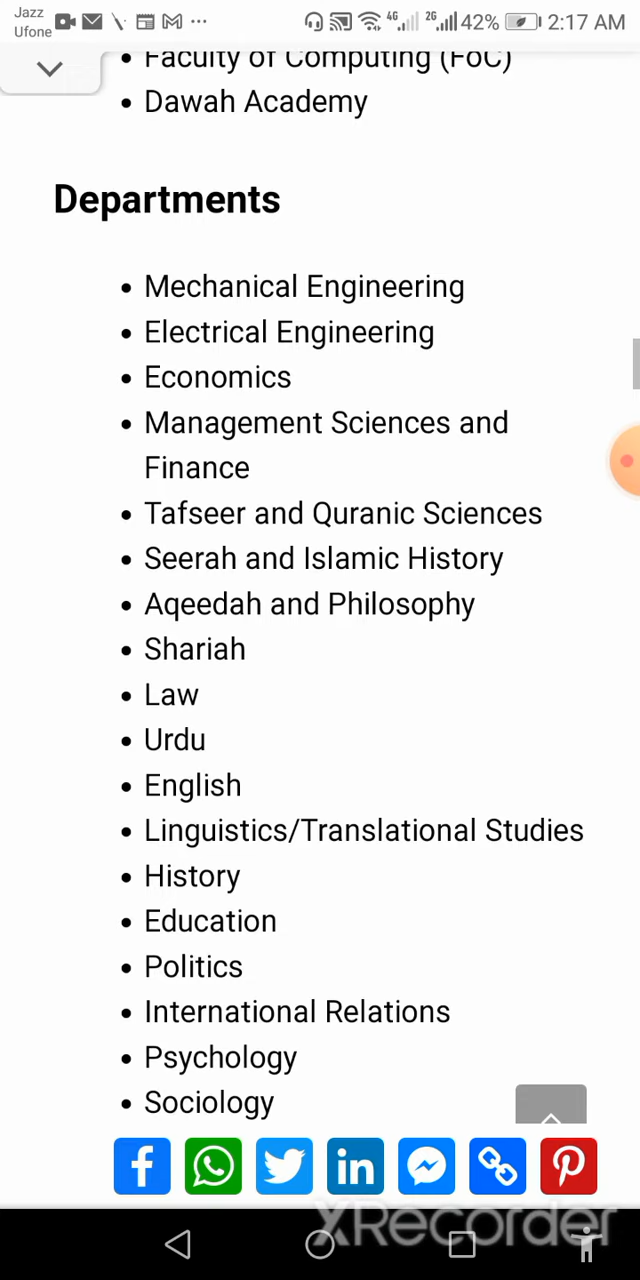 Jazz
Ufone
4G 2G 42% 2:17 AM
Faculty of Computing (FoC)
Dawah Academy
Departments
Mechanical Engineering
Electrical Engineering
Economics
Management Sciences and
Finance
Tafseer and Quranic Sciences
Seerah and Islamic History
Aqeedah and Philosophy
Shariah
Law
Urdu
English
Linguistics/Translational Studies
History
Education
Politics
International Relations
Psychology
Sociology
XRecorder